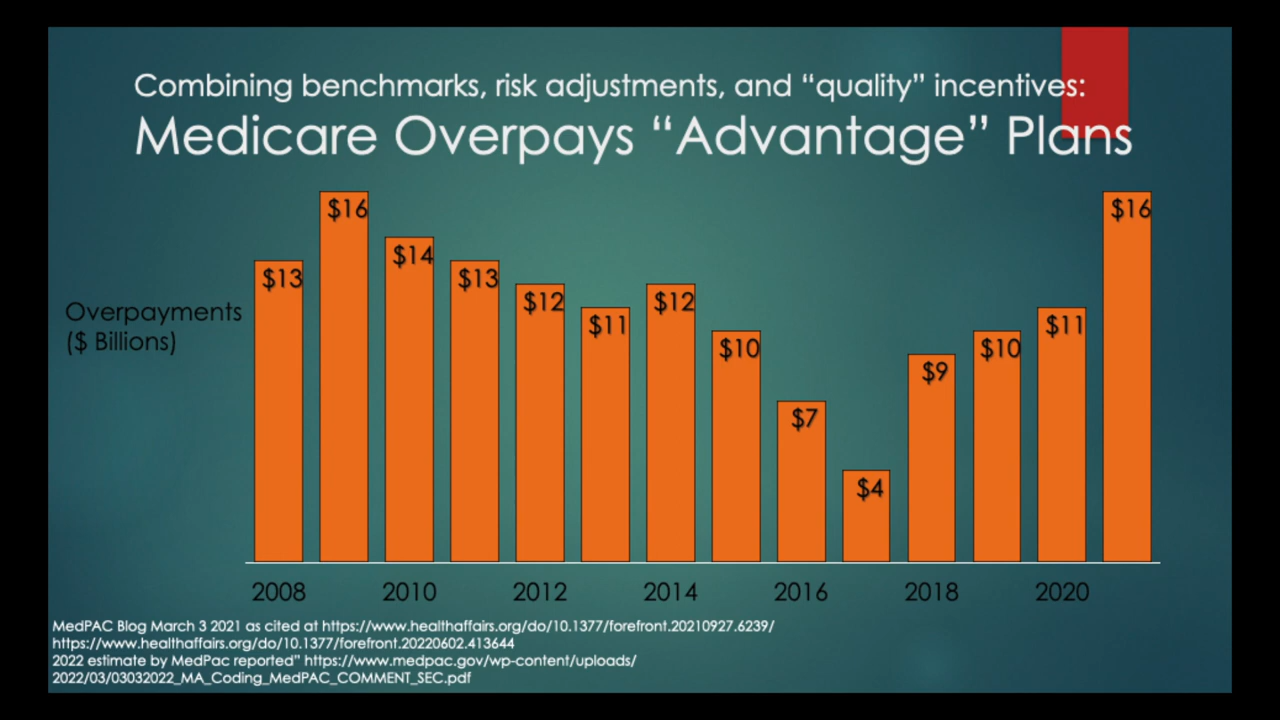 Combining benchmarks, risk adjustments, and “quality” incentives:
Medicare Overpays “Advantage” Plans
Overpayments
($ Billions)
$13
$16
$14
$13
$12
$11
$12
$10
$7
$4
$9
$10
$11
$16
2008
2010
2012
2014
2016
2018
2020
MedPAC Blog March 3 2021 as cited at https://www.healthaffairs.org/do/10.1377/forefront.20210927.6239/
https://www.healthaffairs.org/do/10.1377/forefront.20220602.413644
2022 estimate by MedPac reported” https://www.medpac.gov/wp-content/uploads/
2022/03/03032022_MA_Coding_MedPAC_COMMENT_SEC.pdf